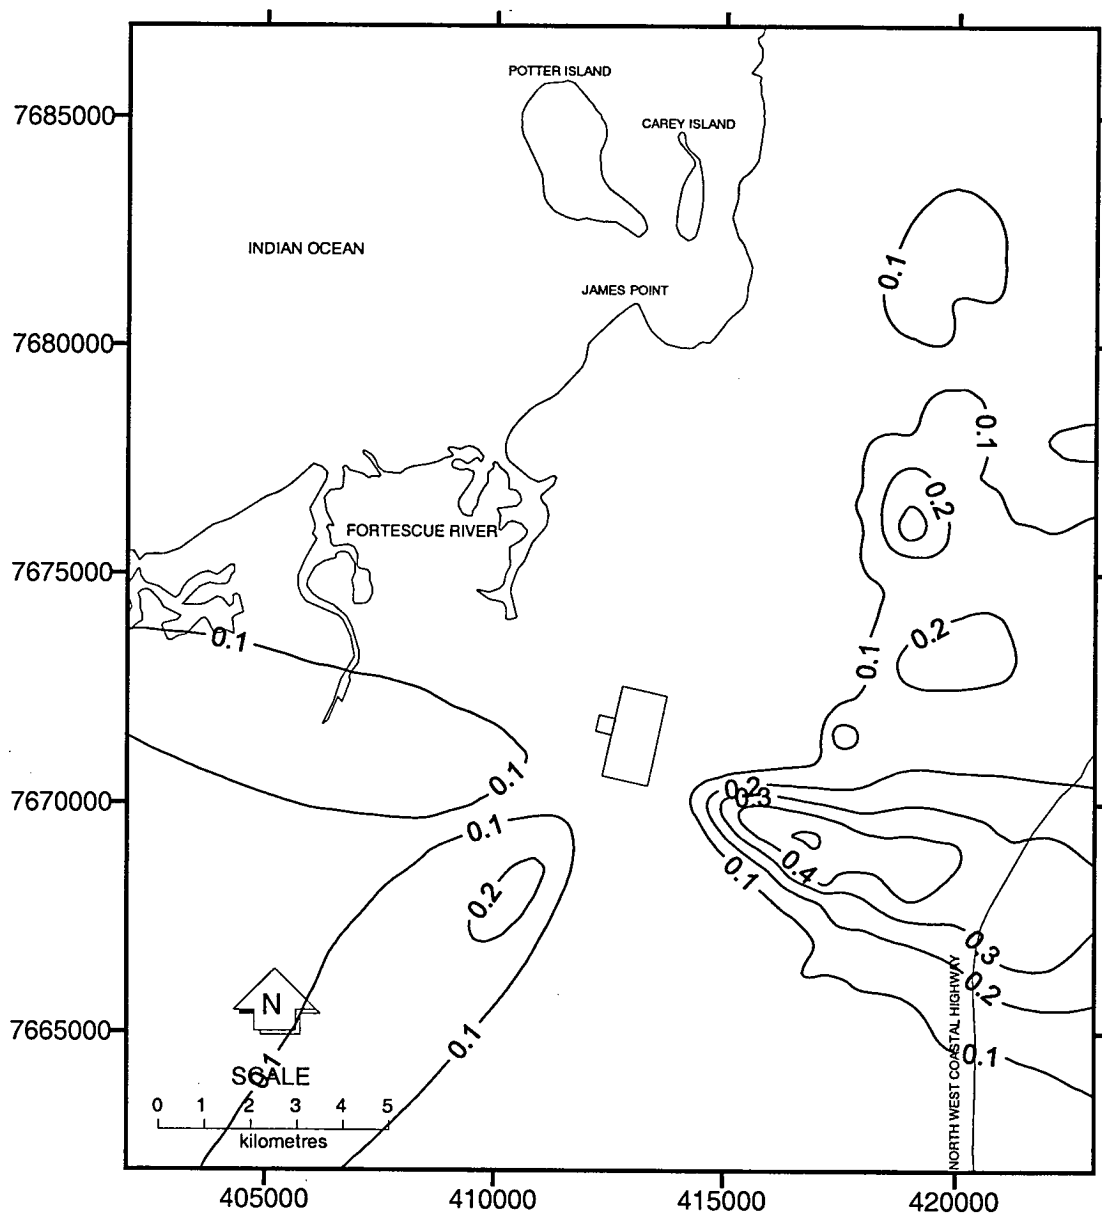 POTTER ISLAND
7685000
CAREY ISLAND
INDIAN OCEAN
0.1
JAMES POINT
7680000
0.1
0.2
FORTESCUE RIVER
7675000
0.1
0.2
0.1
0.1
7670000
0.2
0.3
0.1
0.4
0.1
0.2
0.3
0.2
N
7665000
0.1
0.1
0.1
SCALE
0 1 2 3 4 5
kilometres
NORTH WEST COASTAL HIGHWAY
405000 410000 415000 420000